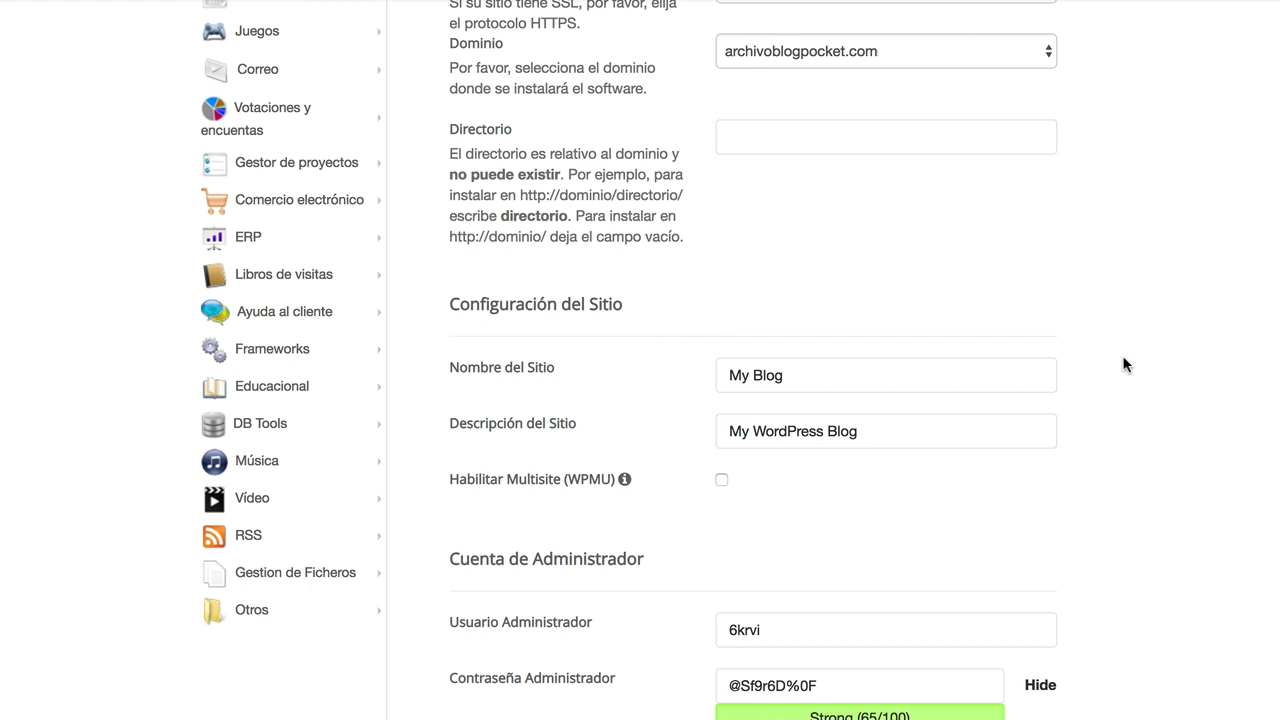 Juegos
Correo
Votaciones y
encuentas
Gestor de proyectos
Comercio electrónico
ERP
Libros de visitas
Ayuda al cliente
Frameworks
Educacional
DB Tools
Música
Vídeo
RSS
Gestion de Ficheros
Otros
Si su sitio tiene SSL, por favor, elija
el protocolo HTTPS.
Dominio
archivoblogpocket.com
Por favor, selecciona el dominio
donde se instalará el software.
Directorio
El directorio es relativo al dominio y
no puede existir. Por ejemplo, para
instalar en http://dominio/directorio/
escribe directorio. Para instalar en
http://dominio/ deja el campo vacío.
Configuración del Sitio
Nombre del Sitio
My Blog
Descripción del Sitio
My WordPress Blog
Habilitar Multisite (WPMU)
Cuenta de Administrador
Usuario Administrador
6krvi
Contraseña Administrador
@Sf9r6D%0F
Hide
Strong (65/100)